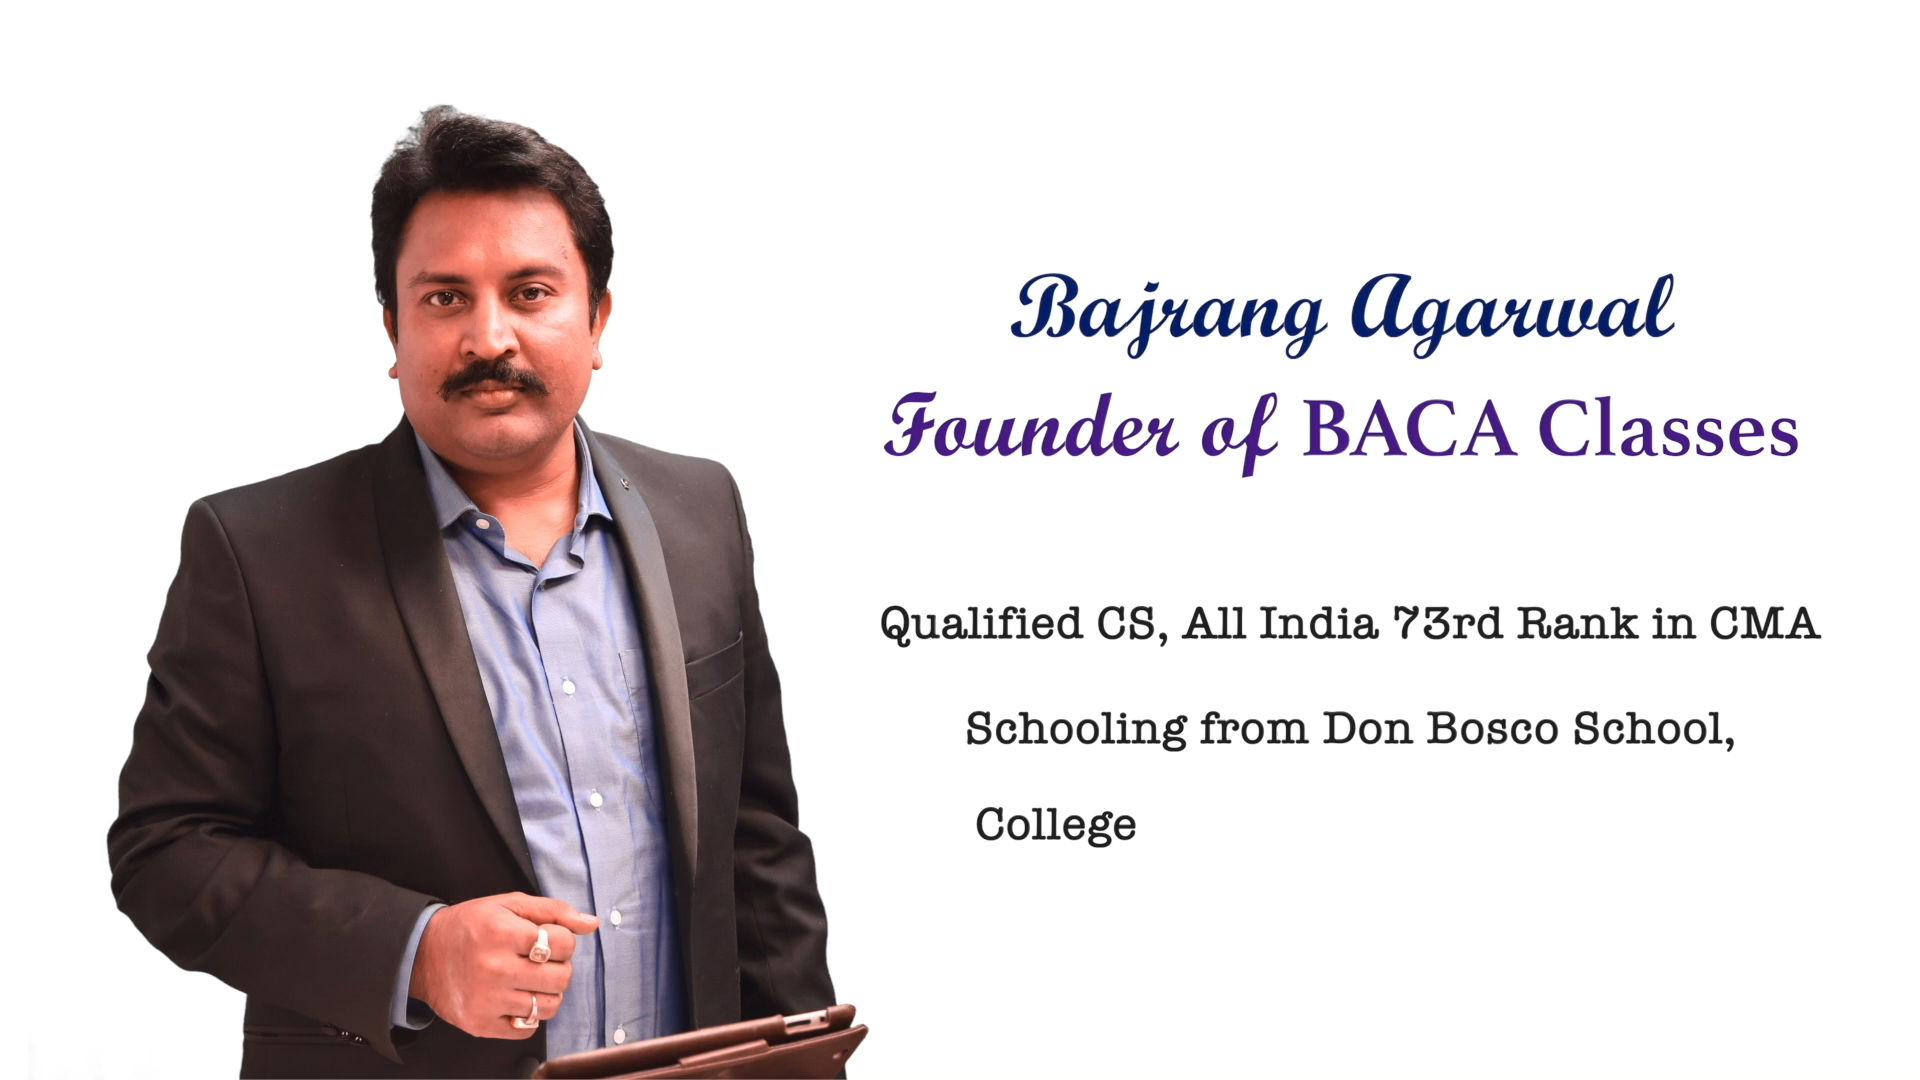 Bajrang Agarwal
Founder of BACA Classes
Qualified CS, All India 73rd Rank in CMA
Schooling from Don Bosco School,
College